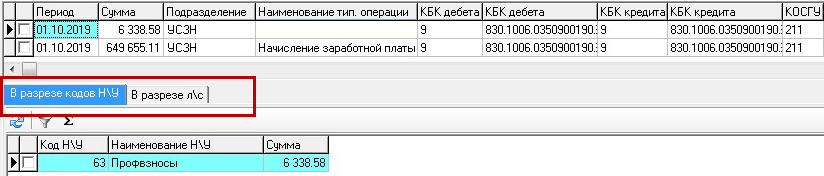 Период Сумма Подразделение Наименование тип. операции КБК дебета КБК дебета КБК кредита КБК кредита КОСГУ
01.10.2019 6 338.58 УСЗН 9 830.1006.0350900190. 9 830.1006.0350900190. 211
01.10.2019 649 655.11 УСЗН Начисление заработной платы 9 830.1006.0350900190. 9 830.1006.0350900190. 211
В разрезе кодов Н\У В разрезе л\с
Σ
Код Н\У Наименование Н\У Сумма
63 Профвзносы 6 338.58